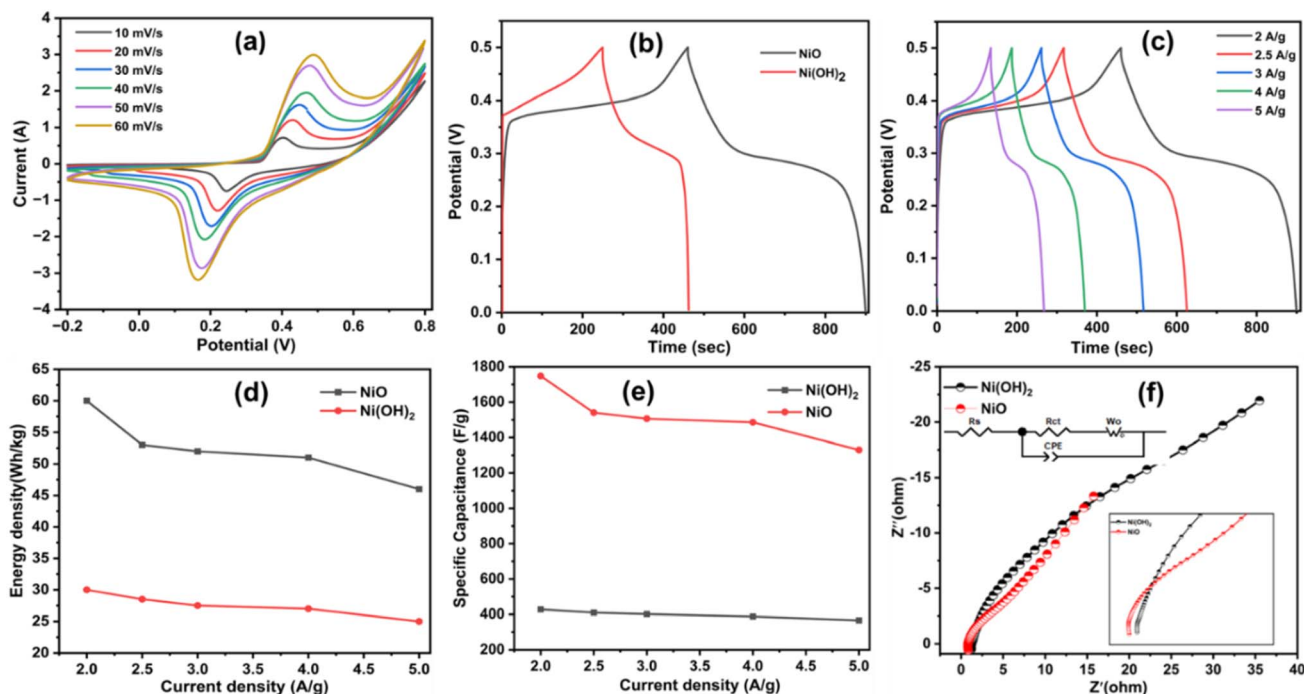 (a)
10 mV/s
20 mV/s
30 mV/s
40 mV/s
50 mV/s
60 mV/s
Current (A)
4
3
2
1
0
−1
−2
−3
−4
−0.2 0.0 0.2 0.4 0.6 0.8
Potential (V)
(b)
NiO
Ni(OH)2
Potential (V)
0.5
0.4
0.3
0.2
0.1
0.0
0 200 400 600 800
Time (sec)
(c)
2 A/g
2.5 A/g
3 A/g
4 A/g
5 A/g
Potential (V)
0.5
0.4
0.3
0.2
0.1
0.0
0 200 400 600 800
Time (sec)
(d)
NiO
Ni(OH)2
Energy density(Wh/kg)
65
60
55
50
45
40
35
30
25
20
2.0 2.5 3.0 3.5 4.0 4.5 5.0
Current density (A/g)
(e)
Ni(OH)2
NiO
Specific Capacitance (F/g)
1800
1600
1400
1200
1000
800
600
400
200
0
2.0 2.5 3.0 3.5 4.0 4.5 5.0
Current density (A/g)
(f)
Ni(OH)2
NiO
Rs Rct Wo
CPE
Ni(OH)2
NiO
Z''(ohm)
-25
-20
-15
-10
-5
0
0 5 10 15 20 25 30 35 40
Z'(ohm)